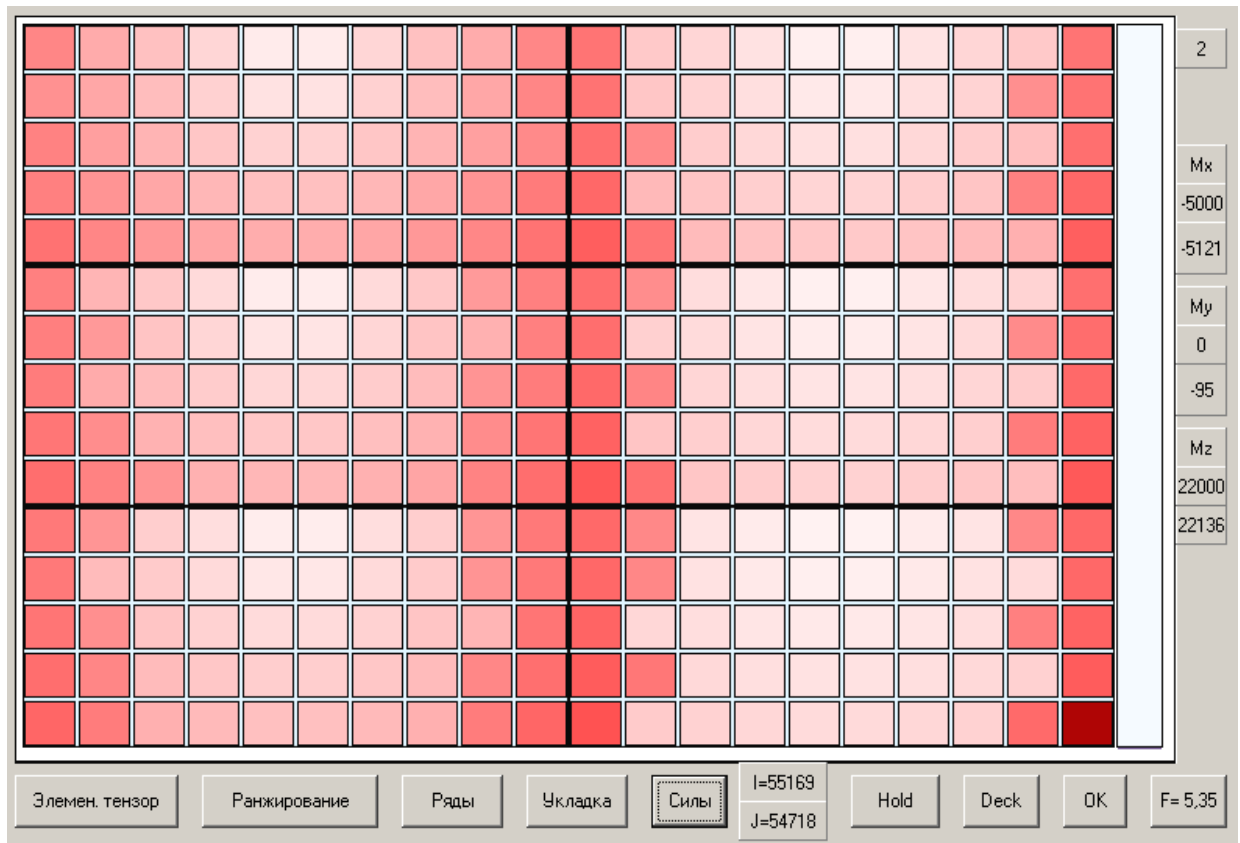 2
Mx
-5000
-5121
My
0
-95
Mz
22000
22136
Элемен. тензор
Ранжирование
Ряды
Укладка
Силы
I=55169
J=54718
Hold
Deck
OK
F= 5,35